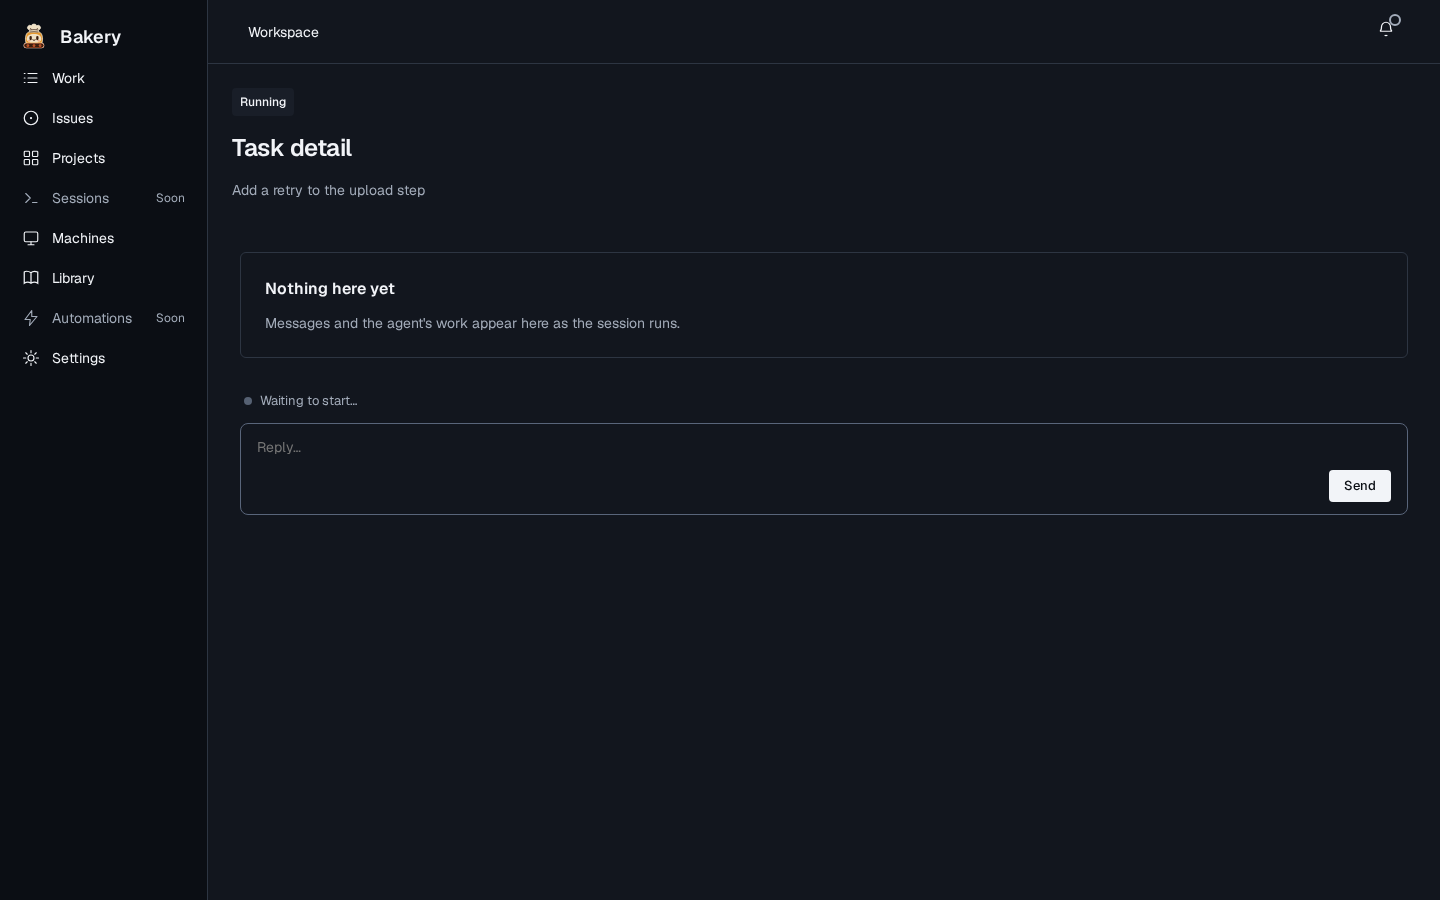 Bakery
Work
Issues
Projects
Sessions Soon
Machines
Library
Automations Soon
Settings
Workspace
Running
Task detail
Add a retry to the upload step
Nothing here yet
Messages and the agent's work appear here as the session runs.
Waiting to start...
Reply...
Send